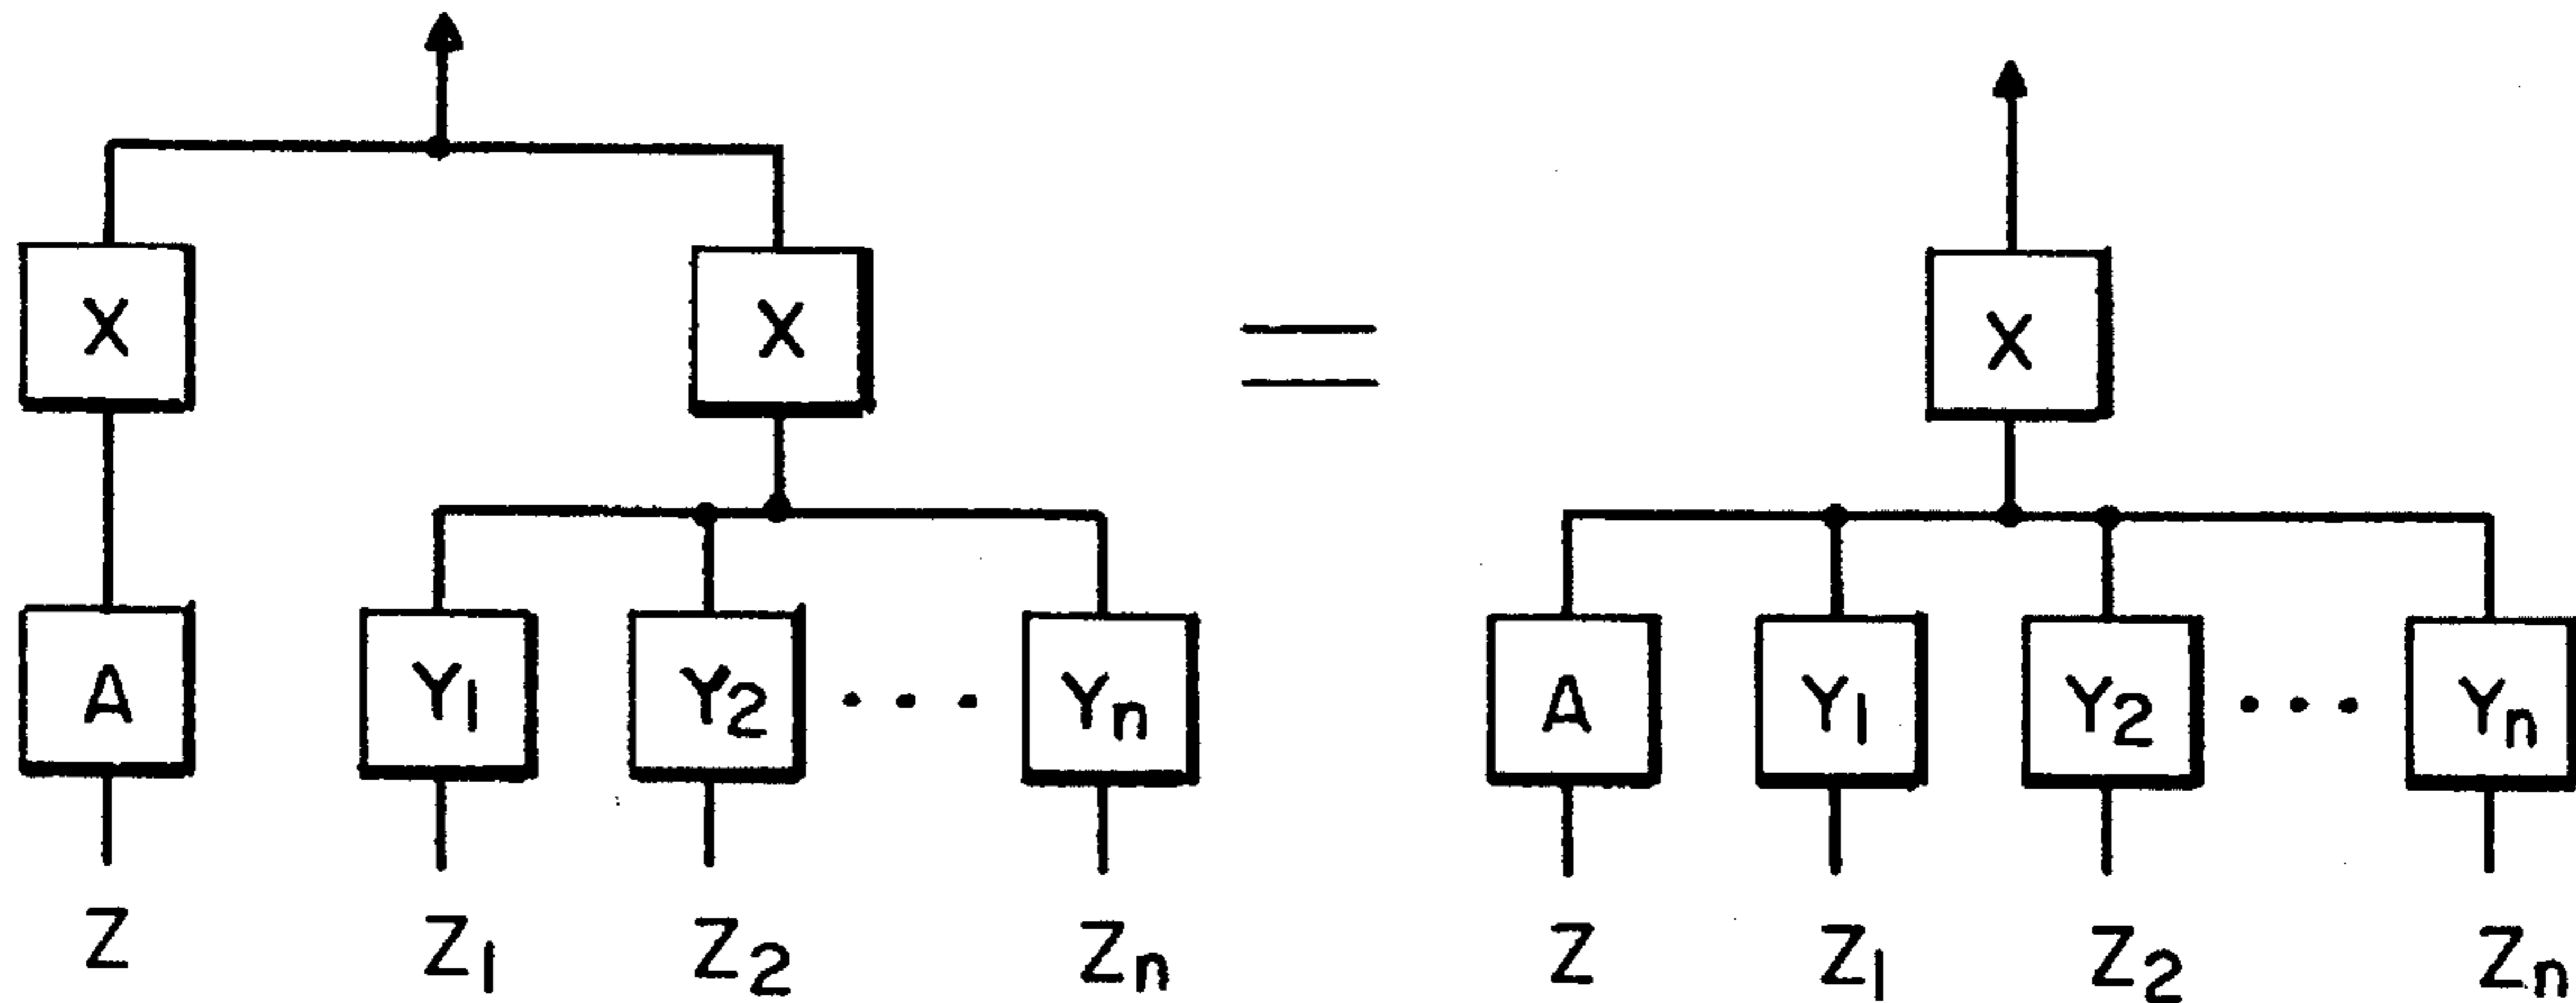 X X = X
A Y1 Y2 . . . Yn A Y1 Y2 . . . Yn
Z Z1 Z2 Zn Z Z1 Z2 Zn